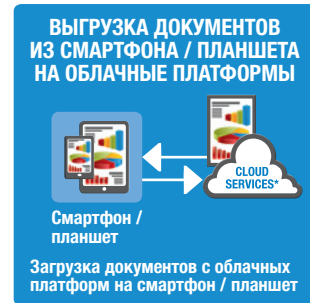 ВЫГРУЗКА ДОКУМЕНТОВ
ИЗ СМАРТФОНА / ПЛАНШЕТА
НА ОБЛАЧНЫЕ ПЛАТФОРМЫ
CLOUD
SERVICES*
Смартфон /
планшет
Загрузка документов с облачных
платформ на смартфон / планшет